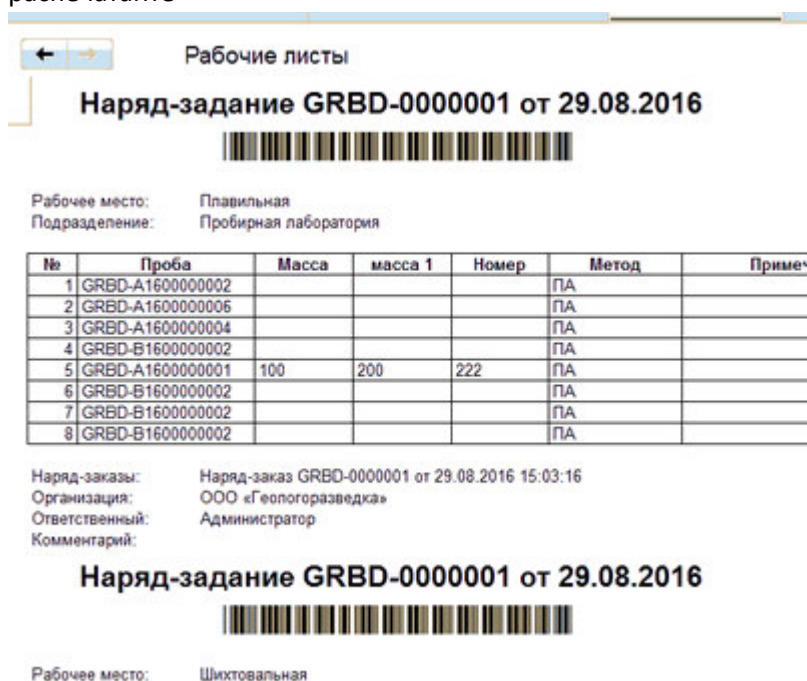 Рабочие листы
Наряд-задание GRBD-0000001 от 29.08.2016
Рабочее место: Плавильная
Подразделение: Пробирная лаборатория
№ Проба Масса масса 1 Номер Метод
1 GRBD-A1600000002 ПА
2 GRBD-A1600000006 ПА
3 GRBD-A1600000004 ПА
4 GRBD-B1600000002 ПА
5 GRBD-A1600000001 100 200 222 ПА
6 GRBD-B1600000002 ПА
7 GRBD-B1600000002 ПА
8 GRBD-B1600000002 ПА
Наряд-заказы: Наряд-заказ GRBD-0000001 от 29.08.2016 15:03:16
Организация: ООО «Геологоразведка»
Ответственный: Администратор
Комментарий:
Наряд-задание GRBD-0000001 от 29.08.2016
Рабочее место: Шихтовальная